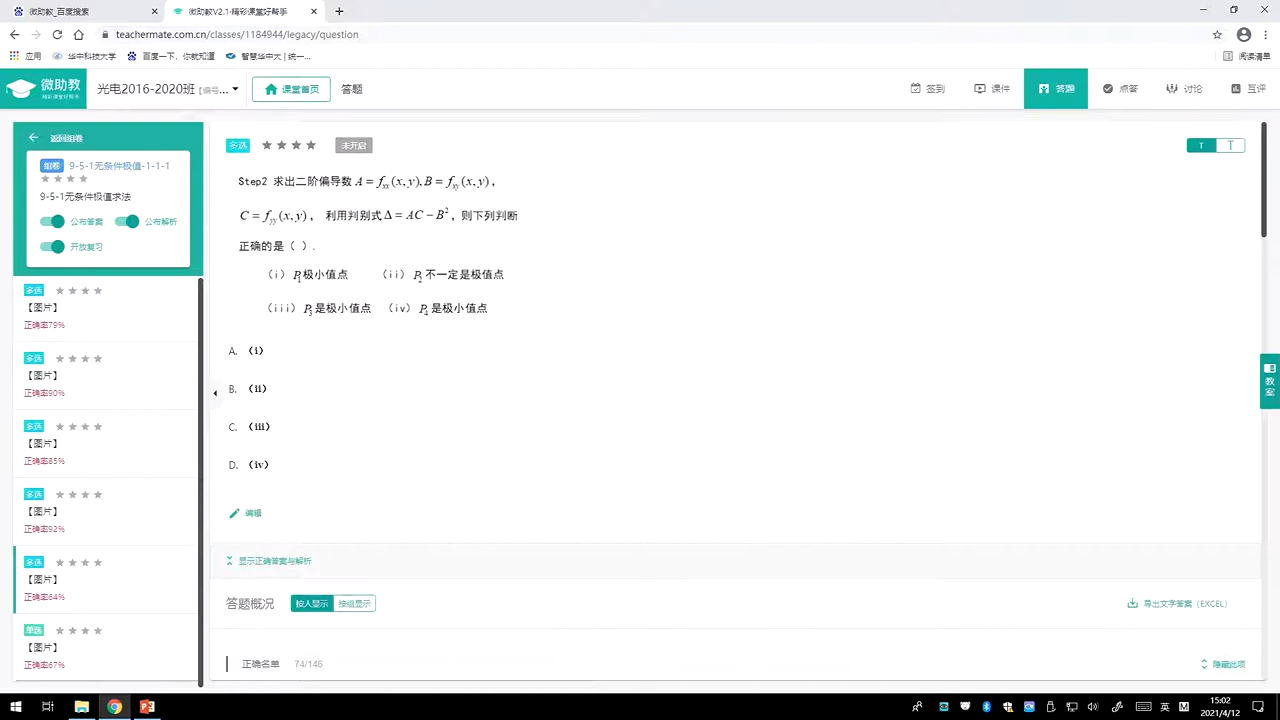 微助教_百度搜索
微助教V2.1-精彩课堂好帮手
teachermate.com.cn/classes/1184944/legacy/question
应用 华中科技大学 百度一下，你就知道 智慧华中大 | 统一... 阅读清单
微助教
精彩课堂好帮手
光电2016-2020班 [编号...
课堂首页
答题
签到 课件 答题 点答 讨论 互评
返回组卷
组卷 9-5-1无条件极值-1-1-1
9-5-1无条件极值求法
公布答案 公布解析
开放复习
多选
【图片】
正确率79%
多选
【图片】
正确率90%
多选
【图片】
正确率85%
多选
【图片】
正确率92%
多选
【图片】
正确率64%
单选
【图片】
正确率67%
多选 未开启
T T
Step2 求出二阶偏导数 A = f_xx(x, y), B = f_xy(x, y)，
C = f_yy(x, y)， 利用判别式 Δ = AC − B²，则下列判断
正确的是（ ）.
（i）P₁极小值点 （ii）P₂不一定是极值点
（iii）P₃是极小值点 （iv）P₄是极小值点
A. （i）
B. （ii）
C. （iii）
D. （iv）
编辑
显示正确答案与解析
答题概况 按人显示 按组显示 导出文字答案（EXCEL）
正确名单 74/146 隐藏此项
教室
英 M
15:02
2021/4/12